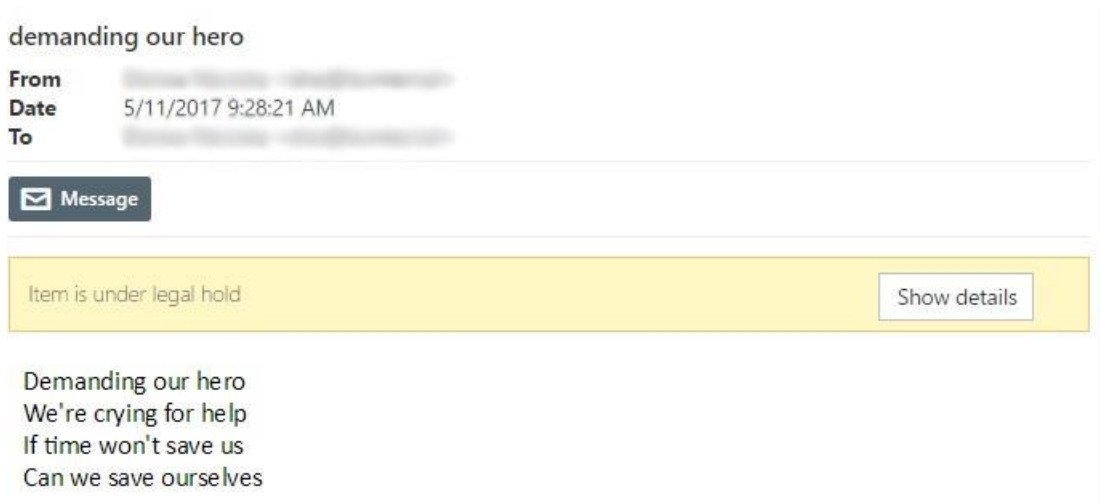 demanding our hero
From
Date 5/11/2017 9:28:21 AM
To
Message
Item is under legal hold Show details
Demanding our hero
We're crying for help
If time won't save us
Can we save ourselves